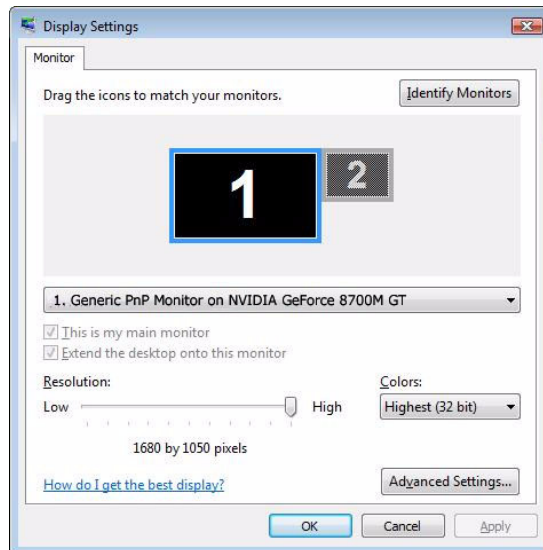 Display Settings
Monitor
Drag the icons to match your monitors.
Identify Monitors
1
2
1. Generic PnP Monitor on NVIDIA GeForce 8700M GT
This is my main monitor
Extend the desktop onto this monitor
Resolution:
Colors:
Low
High
Highest (32 bit)
1680 by 1050 pixels
How do I get the best display?
Advanced Settings...
OK
Cancel
Apply